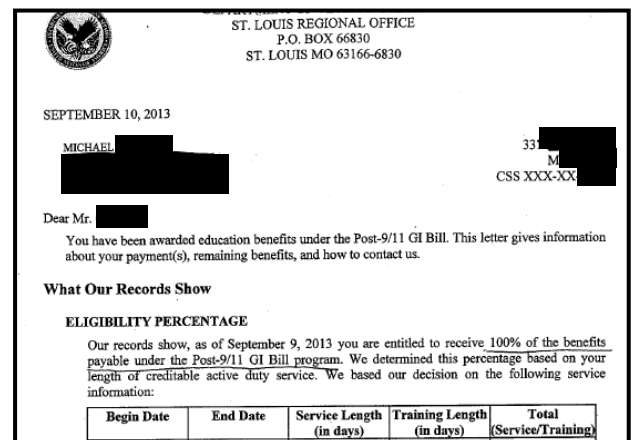 ST. LOUIS REGIONAL OFFICE
P.O. BOX 66830
ST. LOUIS MO 63166-6830
SEPTEMBER 10, 2013
MICHAEL
33
M
CSS XXX-XX-
Dear Mr.
You have been awarded education benefits under the Post-9/11 GI Bill. This letter gives information
about your payment(s), remaining benefits, and how to contact us.
What Our Records Show
ELIGIBILITY PERCENTAGE
Our records show, as of September 9, 2013 you are entitled to receive 100% of the benefits
payable under the Post-9/11 GI Bill program. We determined this percentage based on your
length of creditable active duty service. We based our decision on the following service
information:
Begin Date End Date Service Length Training Length Total
(in days) (in days) (Service/Training)